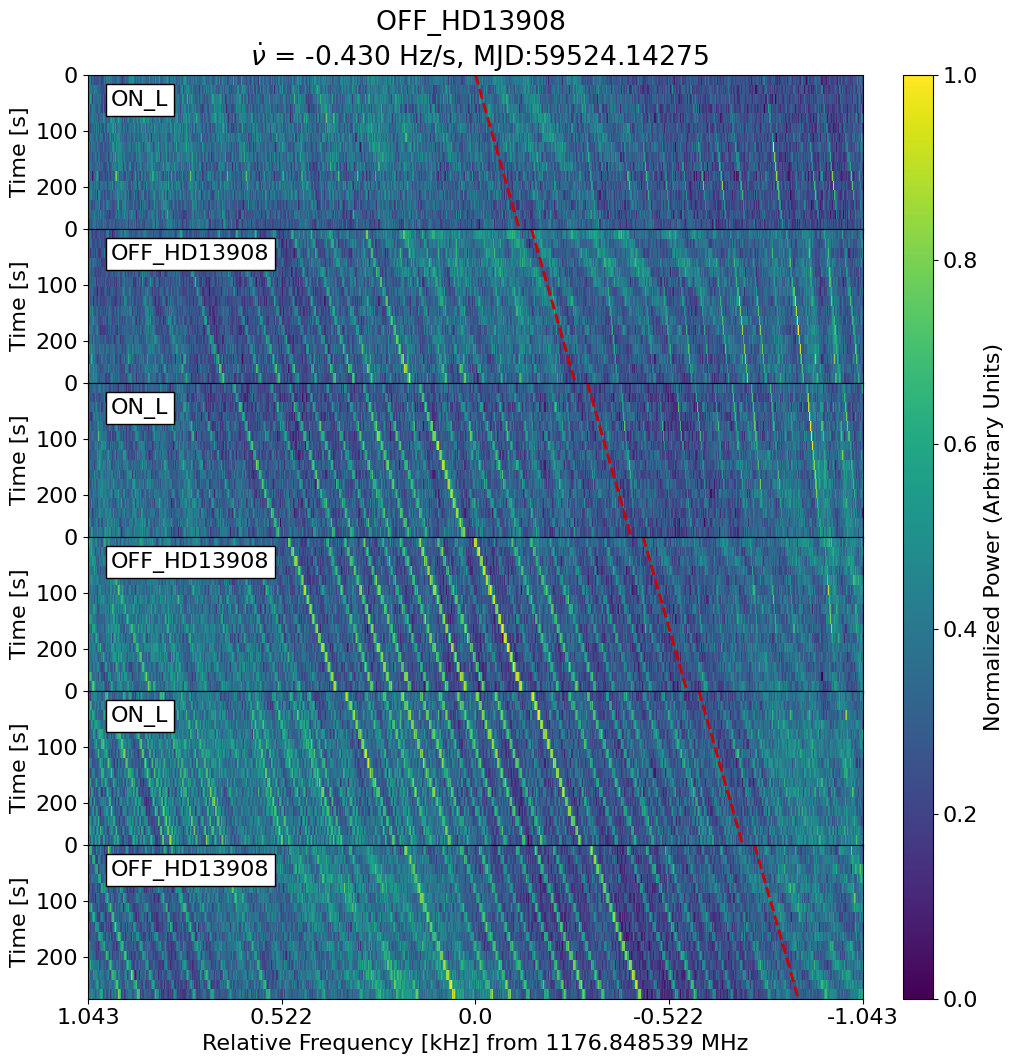 OFF_HD13908
ν̇ = -0.430 Hz/s, MJD:59524.14275
0
100
200
Time [s]
ON_L
0
100
200
Time [s]
OFF_HD13908
0
100
200
Time [s]
ON_L
0
100
200
Time [s]
OFF_HD13908
0
100
200
Time [s]
ON_L
0
100
200
Time [s]
OFF_HD13908
1.043 0.522 0.0 -0.522 -1.043
Relative Frequency [kHz] from 1176.848539 MHz
1.0
0.8
0.6
0.4
0.2
0.0
Normalized Power (Arbitrary Units)